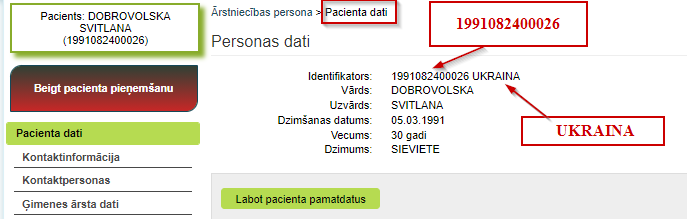 Pacients: DOBROVOLSKA
SVITLANA
(1991082400026)
Beigt pacienta pieņemšanu
Pacienta dati
Kontaktinformācija
Kontaktpersonas
Ģimenes ārsta dati
Ārstniecības persona > Pacienta dati
Personas dati
1991082400026
Identifikators: 1991082400026 UKRAINA
Vārds: DOBROVOLSKA
Uzvārds: SVITLANA
Dzimšanas datums: 05.03.1991
Vecums: 30 gadi
Dzimums: SIEVIETE
UKRAINA
Labot pacienta pamatdatus